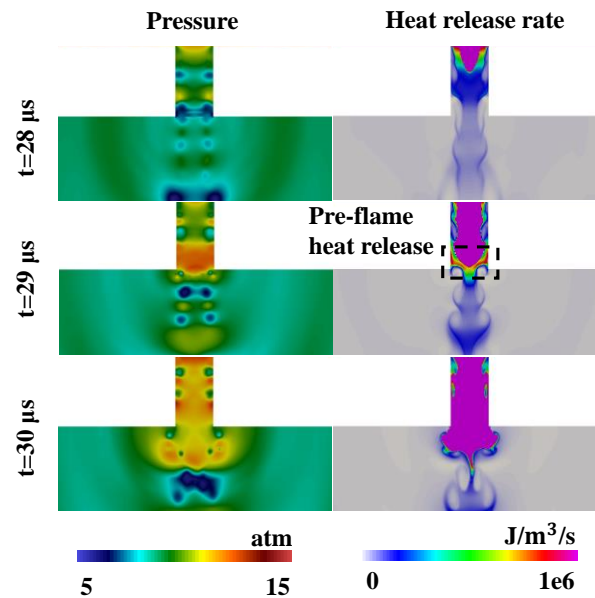 Pressure
Heat release rate
t=28 μs
t=29 μs
Pre-flame
heat release
t=30 μs
atm
J/m³/s
5
15
0
1e6